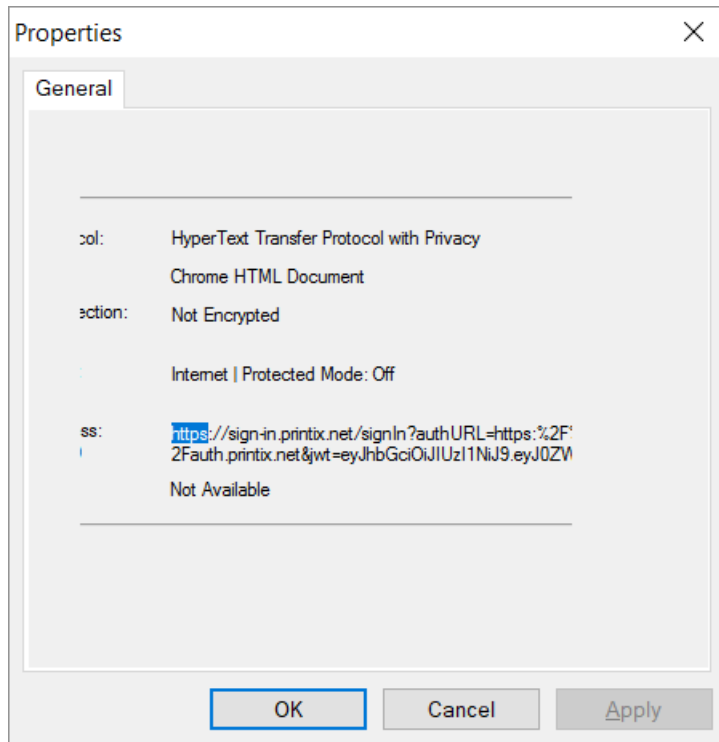 Properties
General
col: HyperText Transfer Protocol with Privacy
Chrome HTML Document
ection: Not Encrypted
: Internet | Protected Mode: Off
ss: https://sign-in.printix.net/signIn?authURL=https:%2F
2Fauth.printix.net&jwt=eyJhbGciOiJIUzI1NiJ9.eyJ0ZW
Not Available
OK Cancel Apply